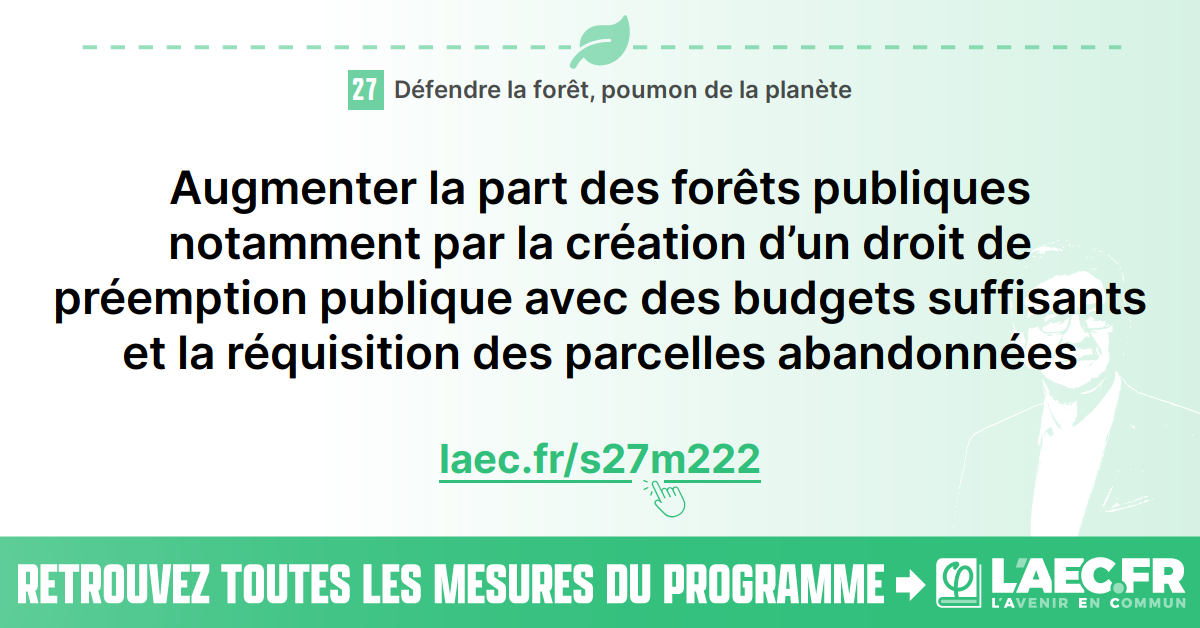 27 Défendre la forêt, poumon de la planète
Augmenter la part des forêts publiques
notamment par la création d’un droit de
préemption publique avec des budgets suffisants
et la réquisition des parcelles abandonnées
laec.fr/s27m222
RETROUVEZ TOUTES LES MESURES DU PROGRAMME
L'AEC.FR
L'AVENIR EN COMMUN